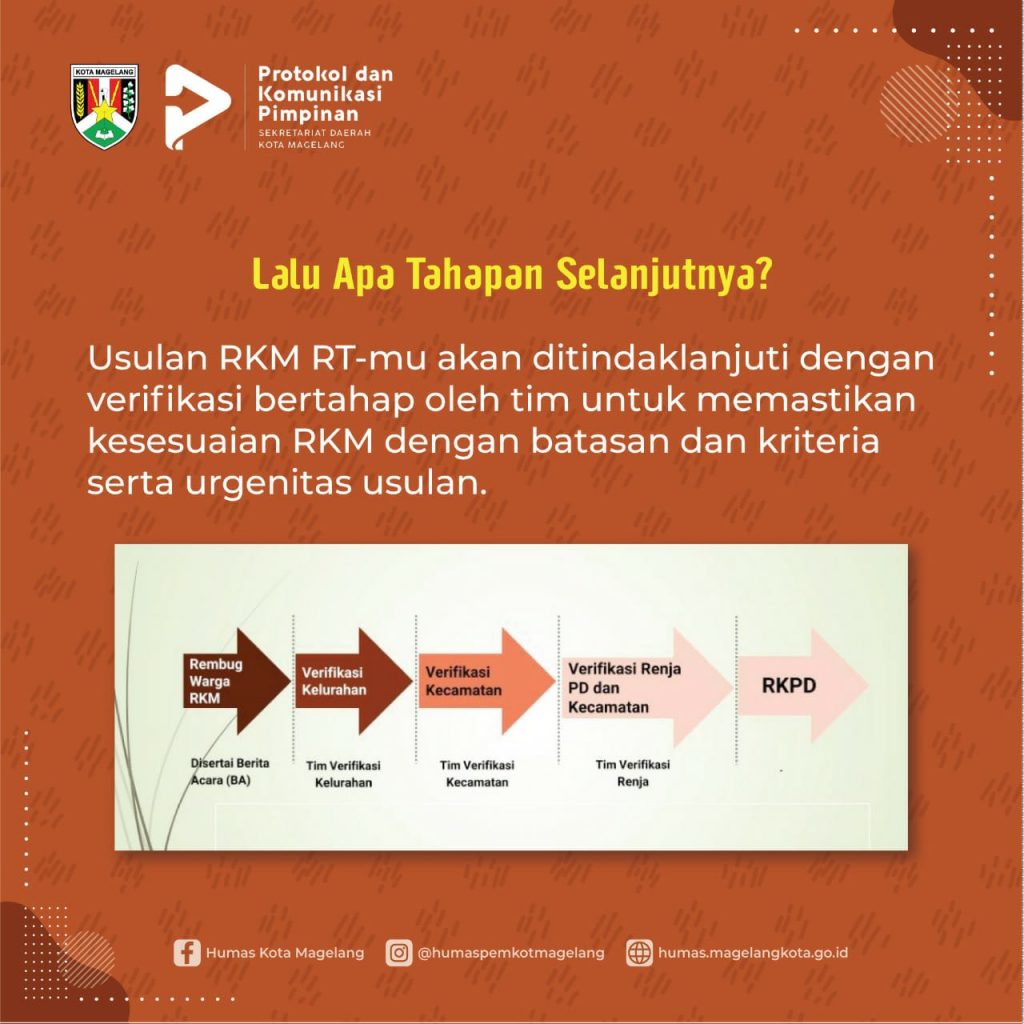 KOTA MAGELANG
Protokol dan
Komunikasi
Pimpinan
SEKRETARIAT DAERAH
KOTA MAGELANG
Lalu Apa Tahapan Selanjutnya?
Usulan RKM RT-mu akan ditindaklanjuti dengan
verifikasi bertahap oleh tim untuk memastikan
kesesuaian RKM dengan batasan dan kriteria
serta urgenitas usulan.
Rembug
Warga
RKM
Disertai Berita
Acara (BA)
Verifikasi
Kelurahan
Tim Verifikasi
Kelurahan
Verifikasi
Kecamatan
Tim Verifikasi
Kecamatan
Verifikasi Renja
PD dan
Kecamatan
Tim Verifikasi
Renja
RKPD
Humas Kota Magelang
@humaspemkotmagelang
humas.magelangkota.go.id